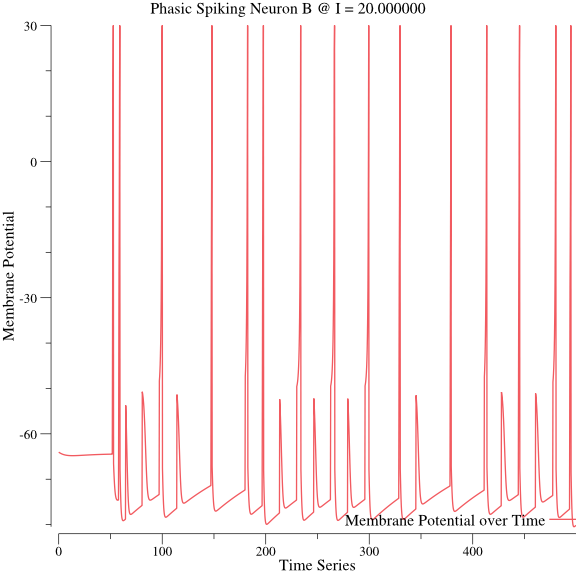 Phasic Spiking Neuron B @ I = 20.000000
30
0
-30
-60
Membrane Potential
Membrane Potential over Time
0 100 200 300 400
Time Series